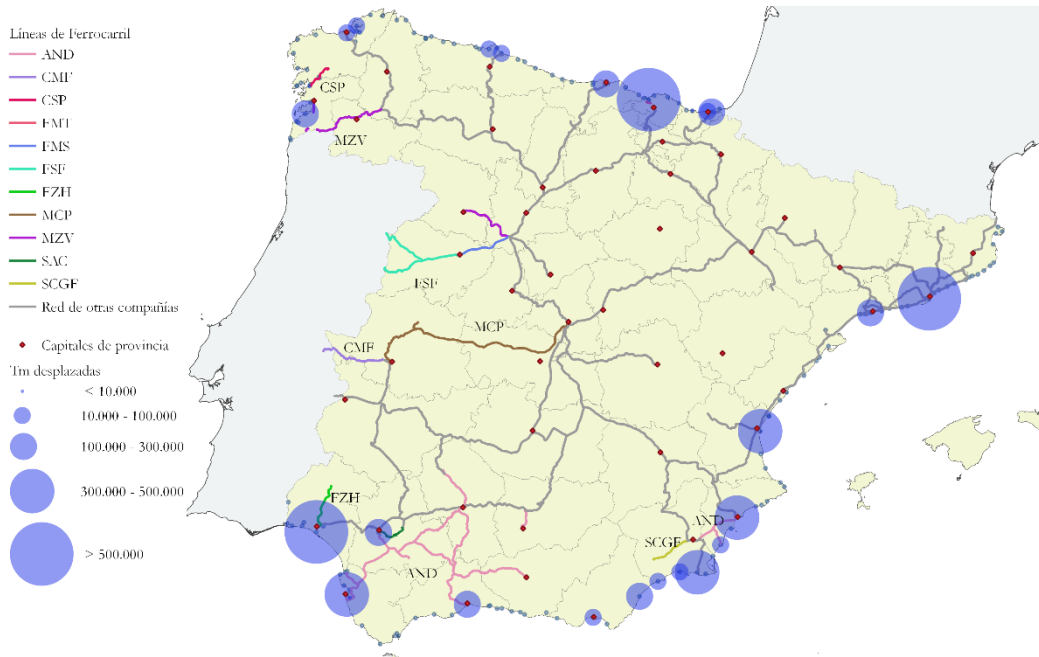 Líneas de Ferrocarril
AND
CMF
CSP
FMT
FMS
FSF
FZH
MCP
MZV
SAC
SCGF
Red de otras compañías
Capitales de provincia
Tm desplazadas
< 10.000
10.000 - 100.000
100.000 - 300.000
300.000 - 500.000
> 500.000
CSP
MZV
FSF
MCP
CMF
FZH
AND
SCGF
AND